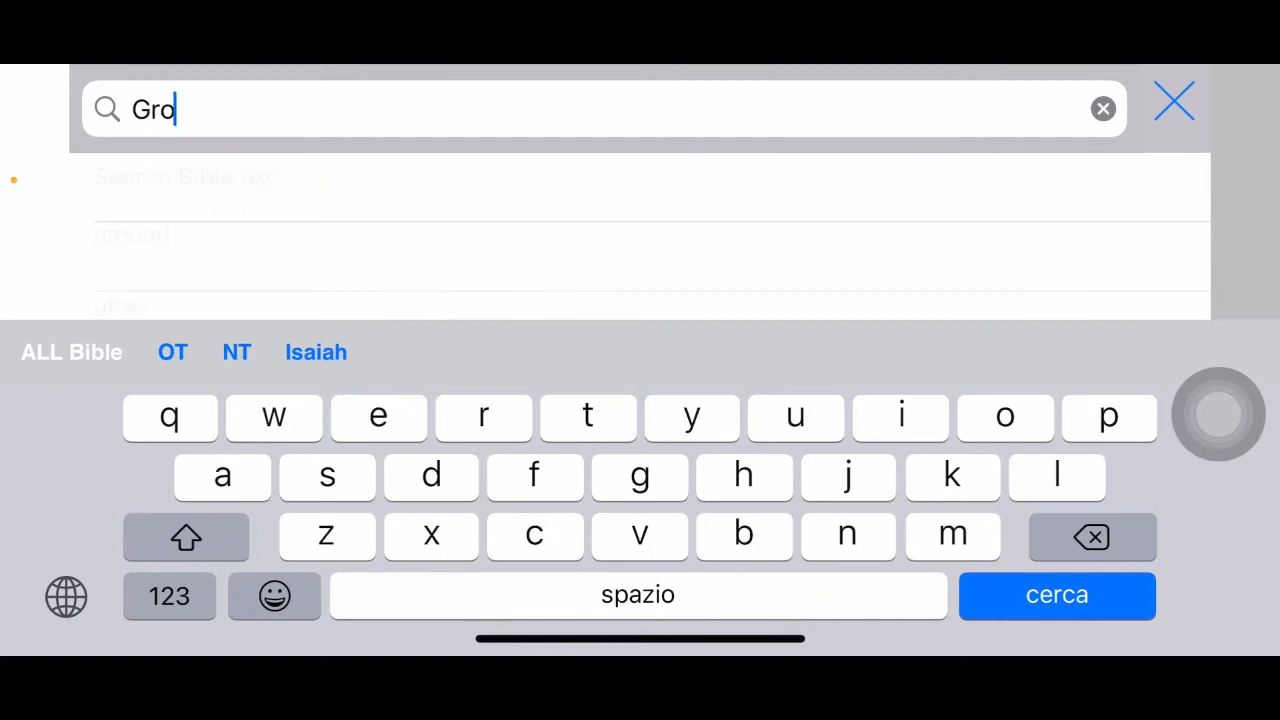 Gro
ALL Bible OT NT Isaiah
q w e r t y u i o p
a s d f g h j k l
z x c v b n m
123 spazio cerca